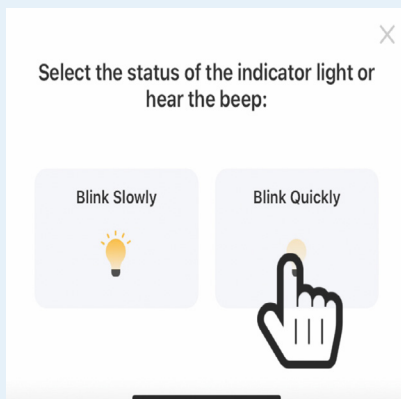 Select the status of the indicator light or
hear the beep:
Blink Slowly
Blink Quickly